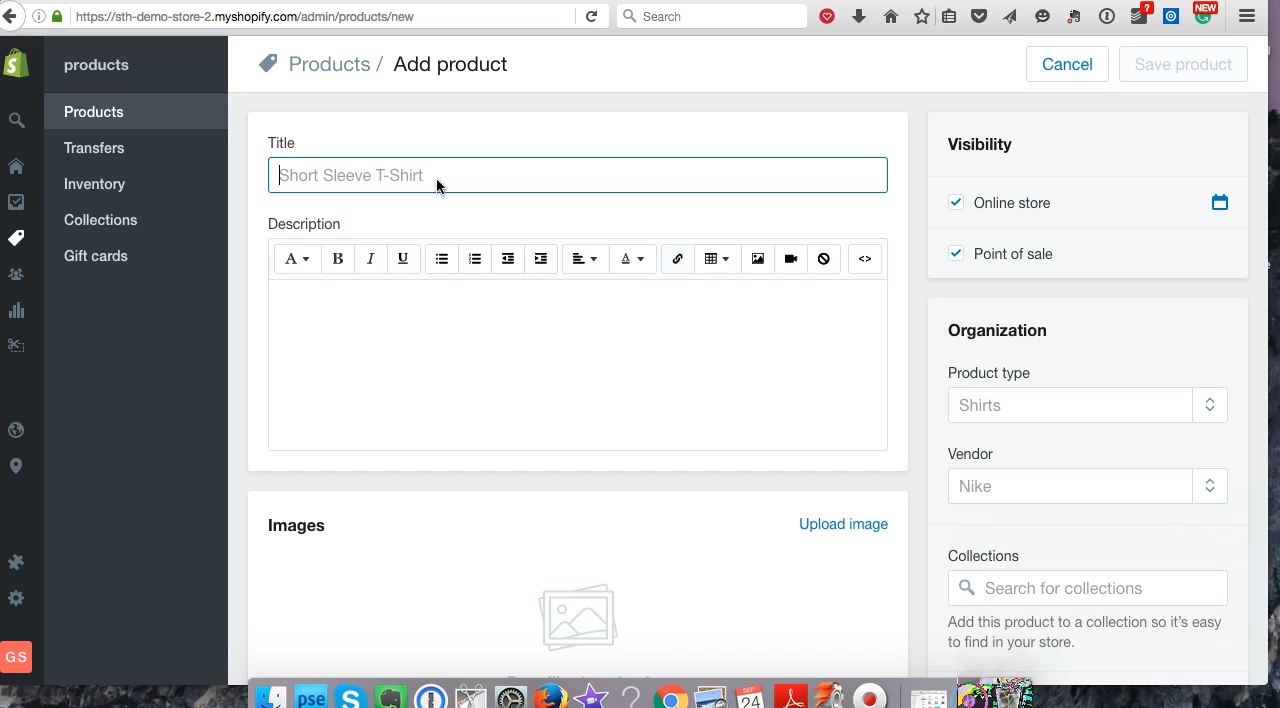 https://sth-demo-store-2.myshopify.com/admin/products/new
Search
?
NEW
products
Products / Add product
Cancel
Save product
Products
Transfers
Inventory
Collections
Gift cards
GS
Title
Short Sleeve T-Shirt
Description
A
B
I
U
A
<>
Images
Upload image
Visibility
Online store
Point of sale
Organization
Product type
Shirts
Vendor
Nike
Collections
Search for collections
Add this product to a collection so it's easy
to find in your store.
pse
SEP
24